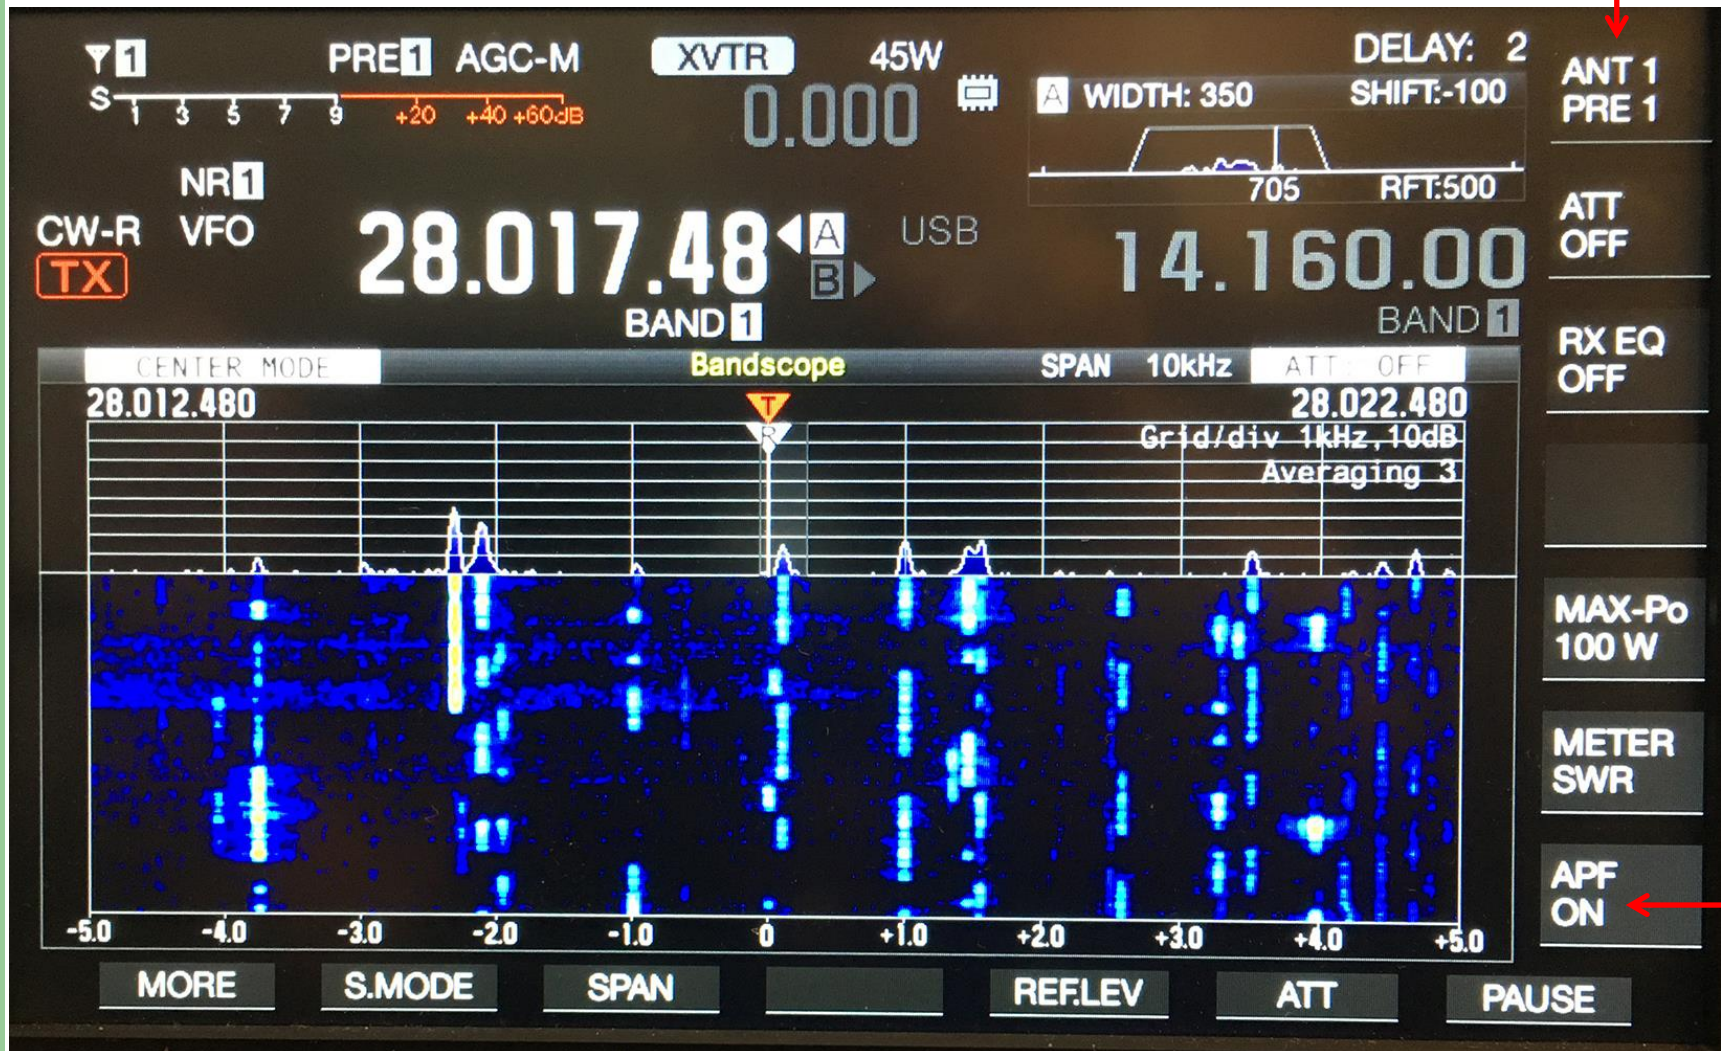 1 PRE1 AGC-M XVTR 45W DELAY: 2
S 1 3 5 7 9 +20 +40 +60dB
0.000
A WIDTH: 350 SHIFT:-100
705 RFT:500
NR1
CW-R VFO
TX
28.017.48 A
B
USB
14.160.00
BAND 1
BAND 1
CENTER MODE Bandscope SPAN 10kHz ATT: OFF
28.012.480 T 28.022.480
R
Grid/div 1kHz,10dB
Averaging 3
-5.0 -4.0 -3.0 -2.0 -1.0 0 +1.0 +2.0 +3.0 +4.0 +5.0
MORE S.MODE SPAN REF.LEV ATT PAUSE
ANT 1
PRE 1
ATT
OFF
RX EQ
OFF
MAX-Po
100 W
METER
SWR
APF
ON